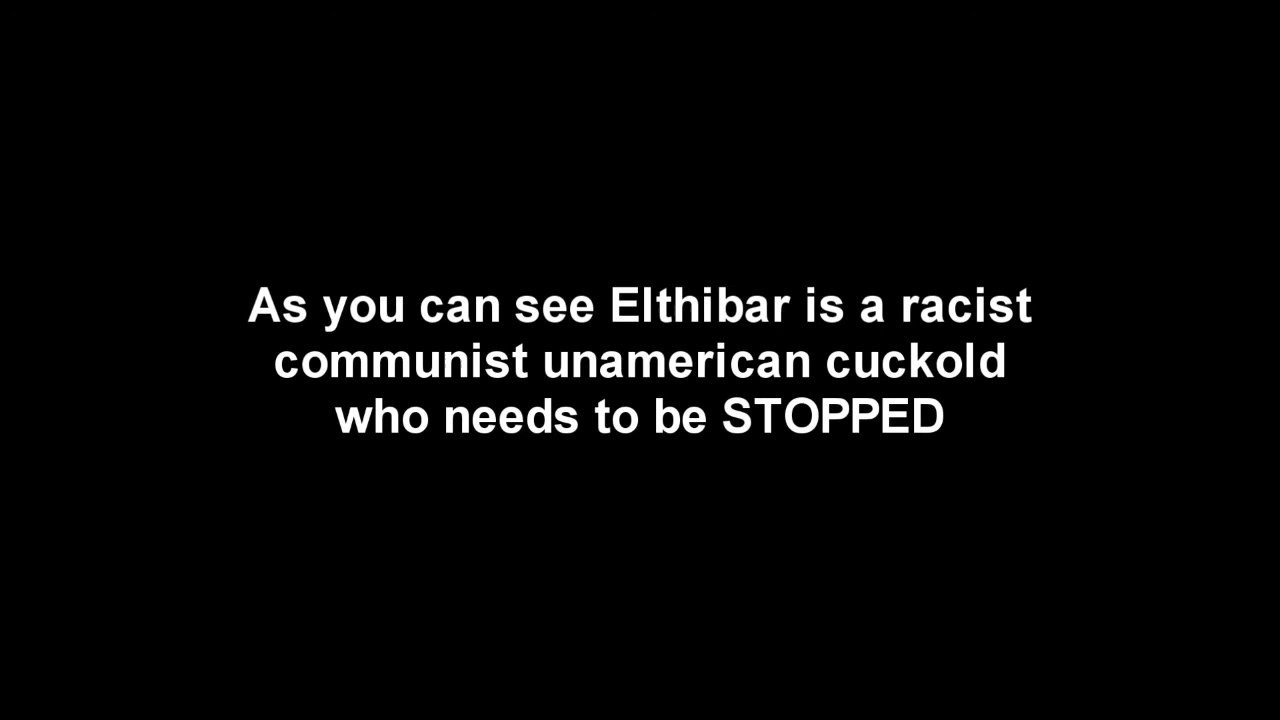 As you can see Elthibar is a racist
communist unamerican cuckold
who needs to be STOPPED